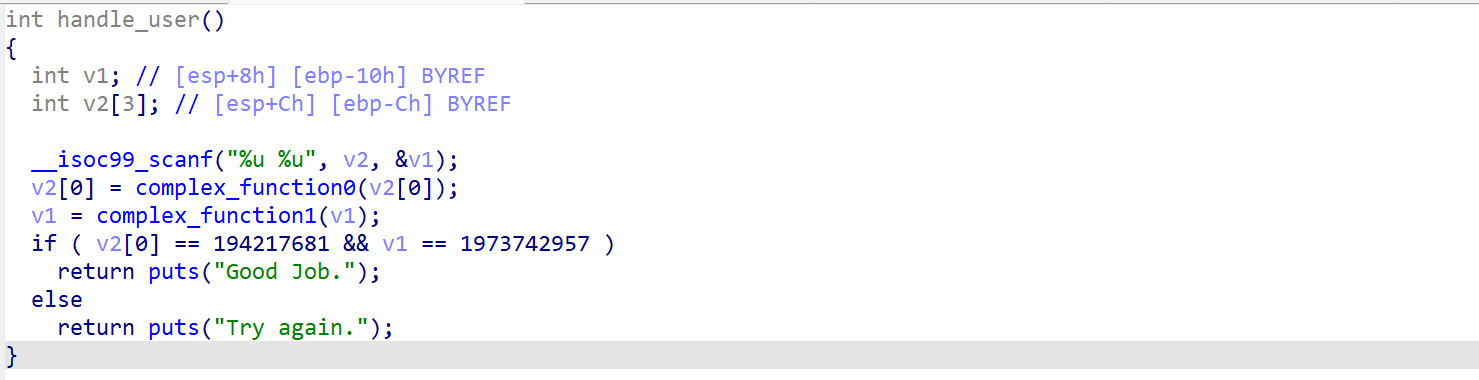 int handle_user()
{
  int v1; // [esp+8h] [ebp-10h] BYREF
  int v2[3]; // [esp+Ch] [ebp-Ch] BYREF

  __isoc99_scanf("%u %u", v2, &v1);
  v2[0] = complex_function0(v2[0]);
  v1 = complex_function1(v1);
  if ( v2[0] == 194217681 && v1 == 1973742957 )
    return puts("Good Job.");
  else
    return puts("Try again.");
}